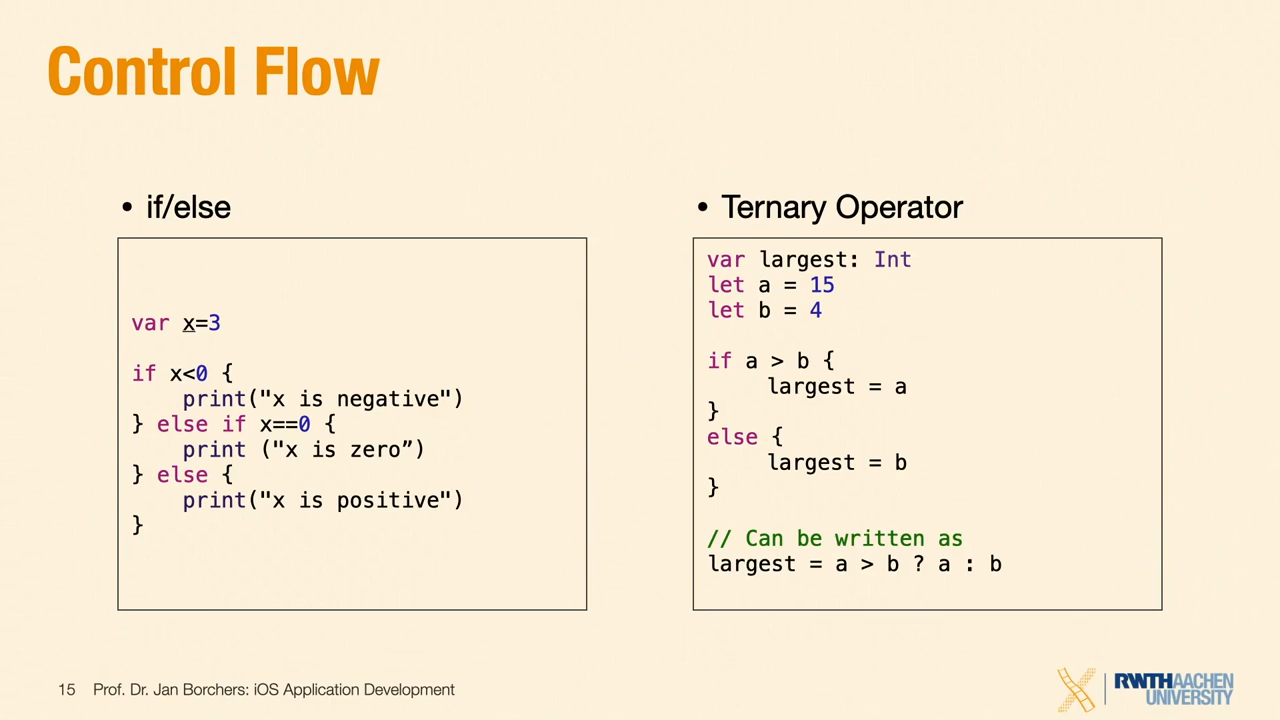 Control Flow
• if/else
var x=3
if x<0 {
    print("x is negative")
} else if x==0 {
    print ("x is zero”)
} else {
    print("x is positive")
}
• Ternary Operator
var largest: Int
let a = 15
let b = 4
if a > b {
    largest = a
}
else {
    largest = b
}
// Can be written as
largest = a > b ? a : b
15 Prof. Dr. Jan Borchers: iOS Application Development
RWTH AACHEN
UNIVERSITY